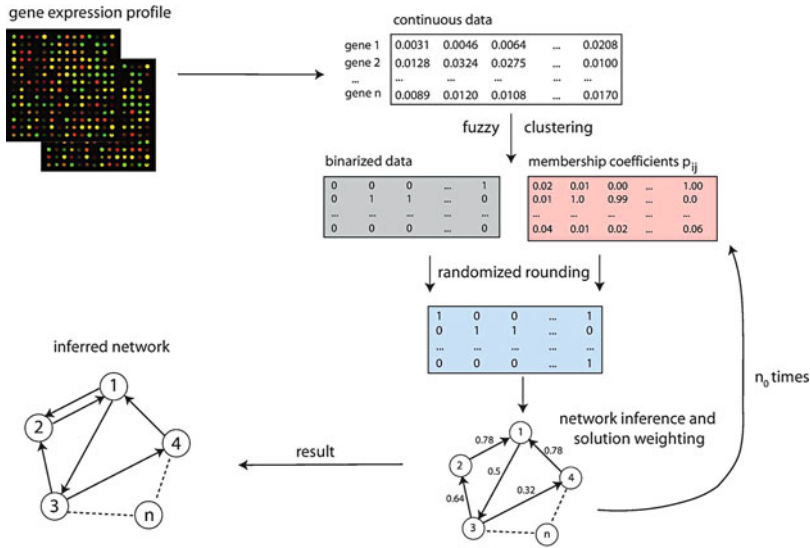 gene expression profile
continuous data
gene 1 0.0031 0.0046 0.0064 ... 0.0208
gene 2 0.0128 0.0324 0.0275 ... 0.0100
... ... ... ... ...
gene n 0.0089 0.0120 0.0108 ... 0.0170
fuzzy clustering
binarized data
0 0 0 ... 1
0 1 1 ... 0
... ... ... ... ...
0 0 0 ... 0
membership coefficients pij
0.02 0.01 0.00 ... 1.00
0.01 1.0 0.99 ... 0.0
... ... ... ...
0.04 0.01 0.02 ... 0.06
randomized rounding
1 0 0 ... 1
0 1 1 ... 0
... ... ... ... ...
0 0 0 ... 1
n0 times
network inference and
solution weighting
1
2
3
4
n
0.78
0.78
0.5
0.64
0.32
result
inferred network
1
2
3
4
n